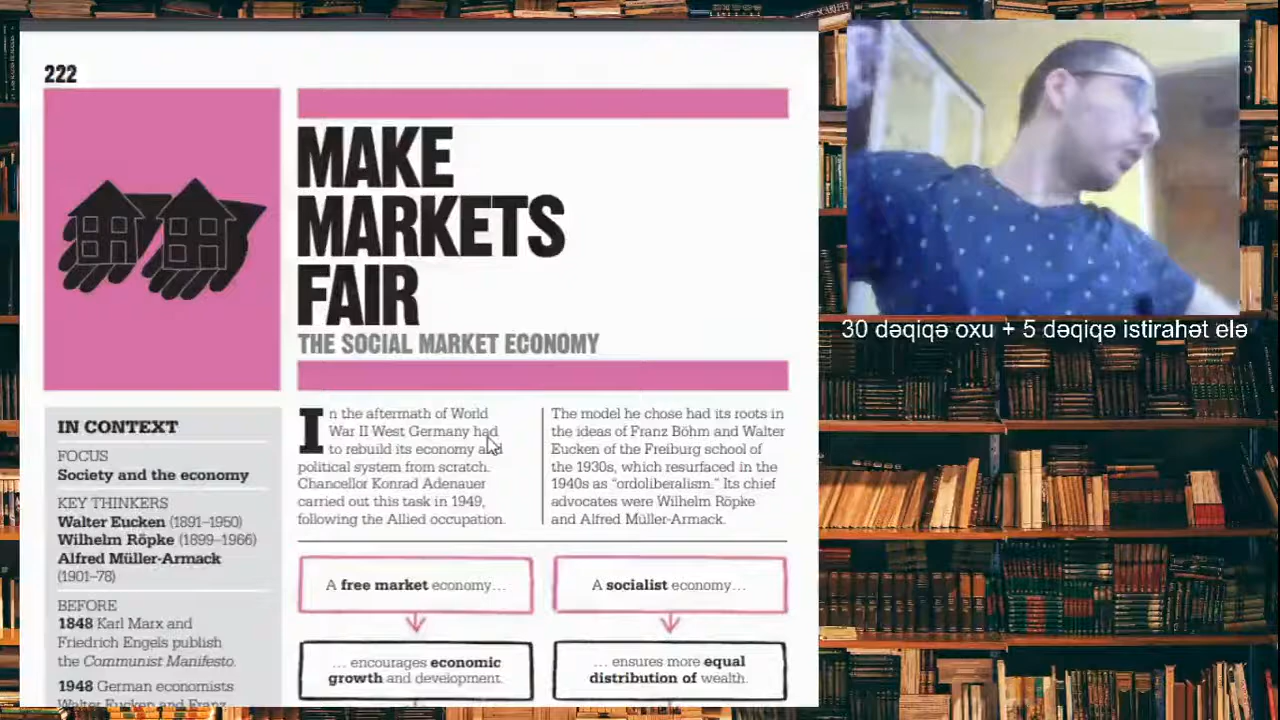 222
MAKE
MARKETS
FAIR
THE SOCIAL MARKET ECONOMY
IN CONTEXT
FOCUS
Society and the economy
KEY THINKERS
Walter Eucken (1891–1950)
Wilhelm Röpke (1899–1966)
Alfred Müller-Armack
(1901–78)
BEFORE
1848 Karl Marx and
Friedrich Engels publish
the Communist Manifesto.
1948 German economists
Walter Eucken and Franz
In the aftermath of World
War II West Germany had
to rebuild its economy and
political system from scratch.
Chancellor Konrad Adenauer
carried out this task in 1949,
following the Allied occupation.
The model he chose had its roots in
the ideas of Franz Böhm and Walter
Eucken of the Freiburg school of
the 1930s, which resurfaced in the
1940s as “ordoliberalism.” Its chief
advocates were Wilhelm Röpke
and Alfred Müller-Armack.
A free market economy…
… encourages economic
growth and development.
A socialist economy…
… ensures more equal
distribution of wealth.
30 dəqiqə oxu + 5 dəqiqə istirahət elə